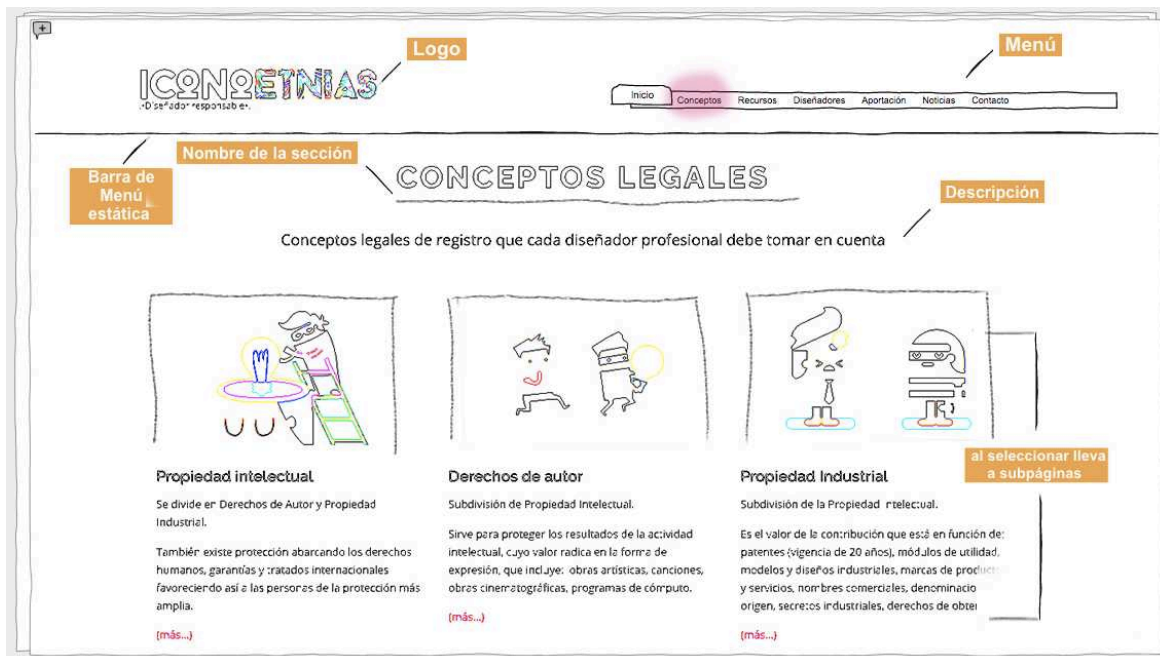 Logo
Menú
ICONOETNIAS
.•Diseñador responsable•.
Inicio Conceptos Recursos Diseñadores Aportación Noticias Contacto
Nombre de la sección
Barra de
Menú
estática
CONCEPTOS LEGALES
Descripción
Conceptos legales de registro que cada diseñador profesional debe tomar en cuenta
al seleccionar lleva
a subpáginas
Propiedad intelectual
Se divide en Derechos de Autor y Propiedad
Industrial.
También existe protección abarcando los derechos
humanos, garantías y tratados internacionales
favoreciendo así a las personas de la protección más
amplia.
(más...)
Derechos de autor
Subdivisión de Propiedad Intelectual.
Sirve para proteger los resultados de la actividad
intelectual, cuyo valor radica en la forma de
expresión, que incluye: obras artísticas, canciones,
obras cinematográficas, programas de cómputo.
(más...)
Propiedad Industrial
Subdivisión de la Propiedad Intelectual.
Es el valor de la contribución que está en función de:
patentes (vigencia de 20 años), módulos de utilidad,
modelos y diseños industriales, marcas de produc
y servicios, nombres comerciales, denominacio
origen, secretos industriales, derechos de obter
(más...)